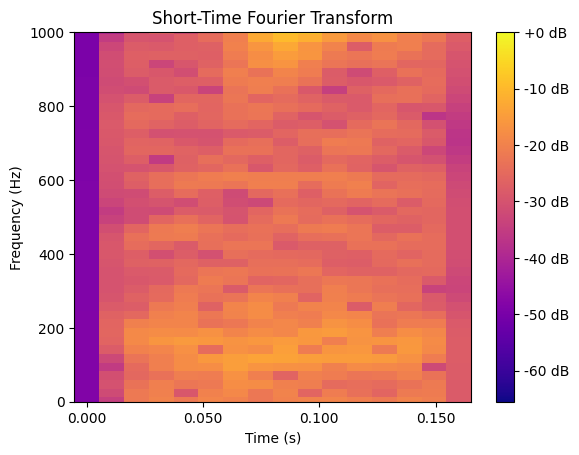 Short-Time Fourier Transform
1000
800
600
400
200
0
Frequency (Hz)
0.000
0.050
0.100
0.150
Time (s)
+0 dB
-10 dB
-20 dB
-30 dB
-40 dB
-50 dB
-60 dB